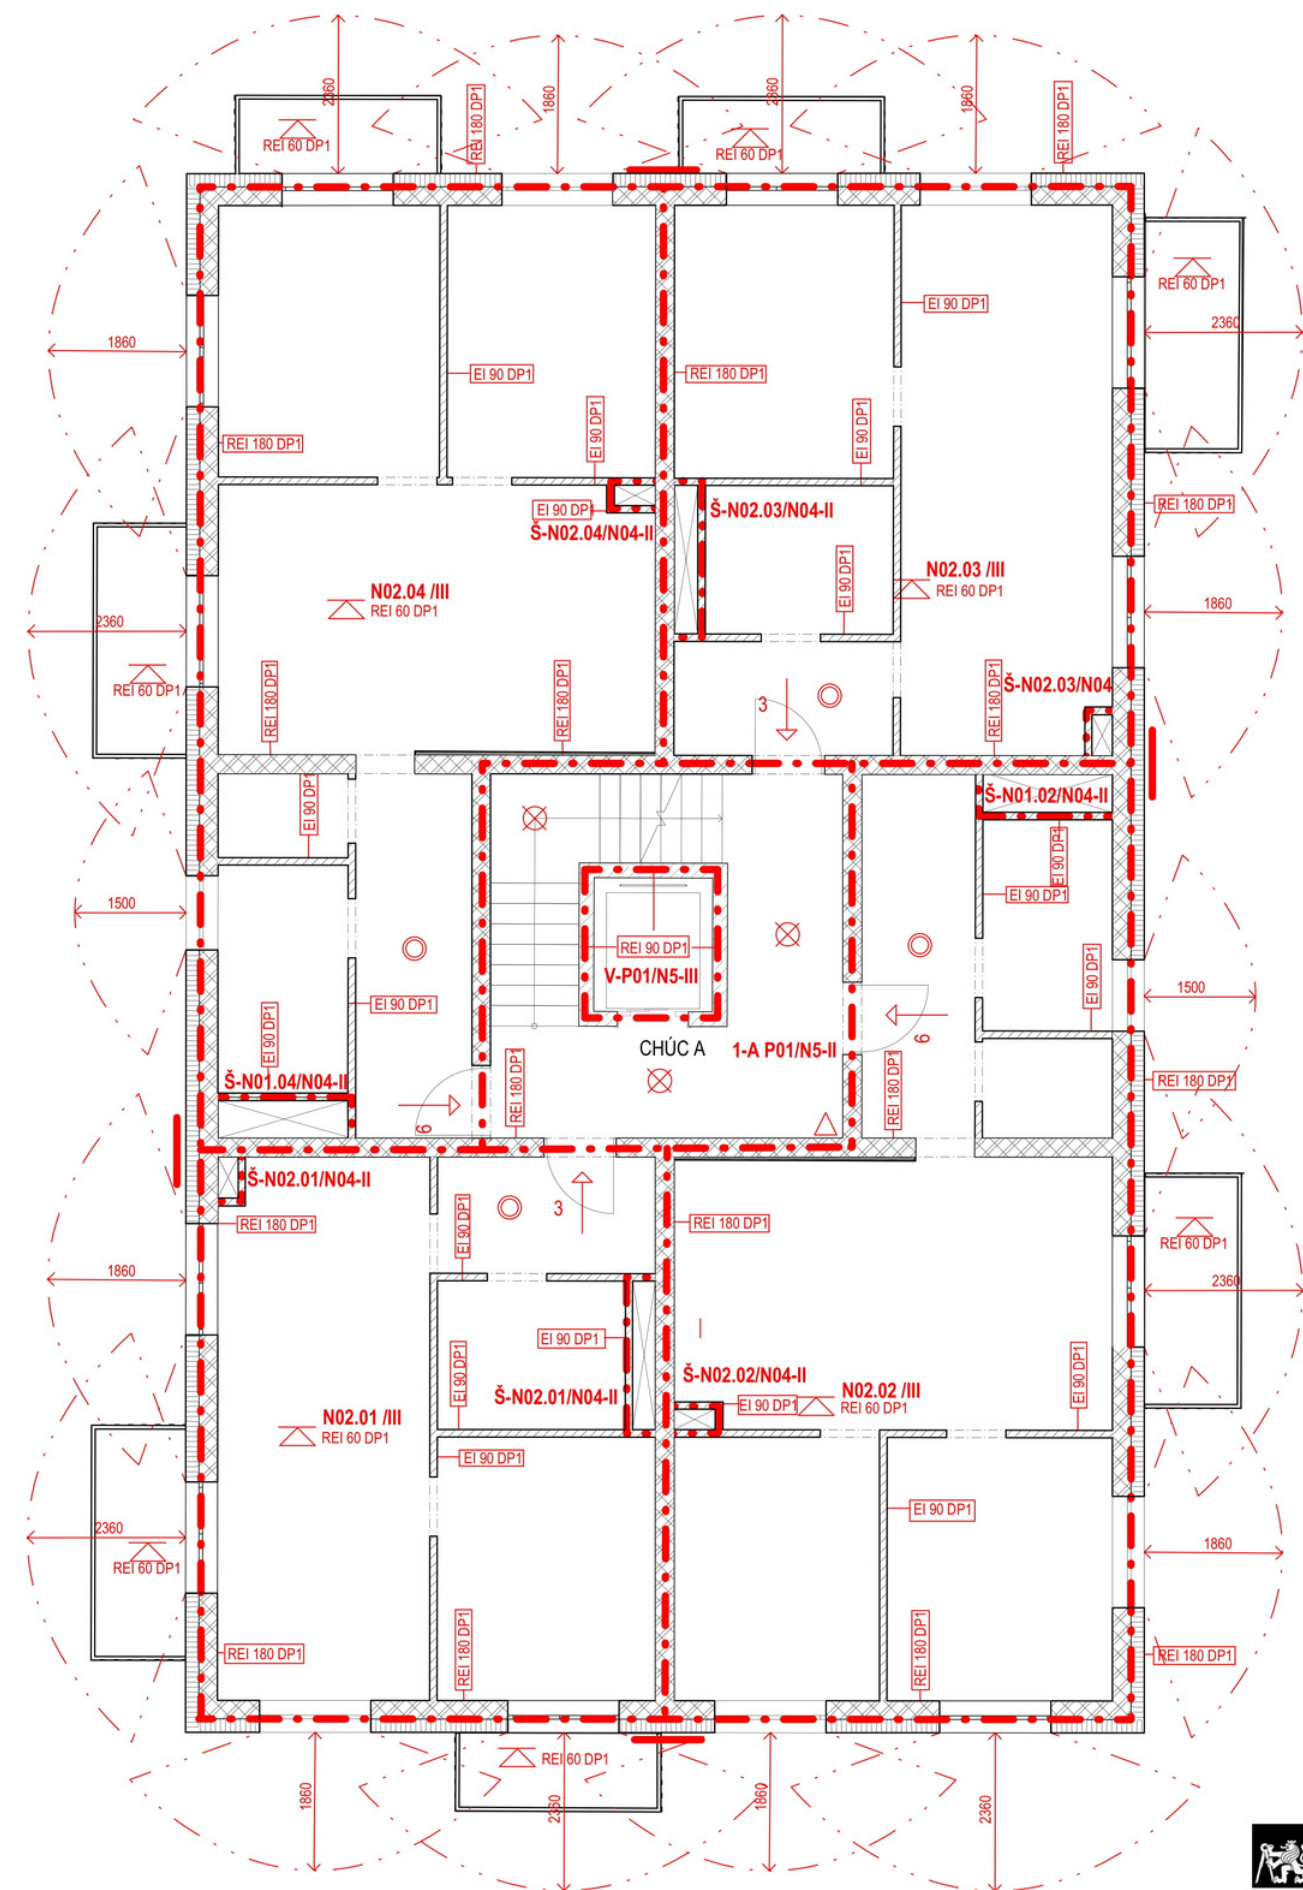 2360
1860
2360
1860
REI 180 DP1
REI 180 DP1
REI 60 DP1
REI 60 DP1
REI 60 DP1
EI 90 DP1
2360
1860
EI 90 DP1
REI 180 DP1
REI 180 DP1
EI 90 DP1
EI 90 DP1
EI 90 DP1
Š-N02.04/N04-II
Š-N02.03/N04-II
REI 180 DP1
N02.04 /III
REI 60 DP1
EI 90 DP1
N02.03 /III
REI 60 DP1
1860
2360
REI 60 DP1
REI 180 DP1
REI 180 DP1
3
REI 180 DP1
Š-N02.03/N04
EI 90 DP1
Š-N01.02/N04-II
EI 90 DP1
EI 90 DP1
1500
REI 90 DP1
V-P01/N5-III
EI 90 DP1
EI 90 DP1
1500
EI 90 DP1
CHÚC A
1-A P01/N5-II
6
Š-N01.04/N04-II
REI 180 DP1
REI 180 DP1
REI 180 DP1
6
Š-N02.01/N04-II
3
REI 180 DP1
EI 90 DP1
REI 180 DP1
REI 60 DP1
1860
2360
EI 90 DP1
EI 90 DP1
Š-N02.01/N04-II
Š-N02.02/N04-II
N02.02 /III
REI 60 DP1
EI 90 DP1
EI 90 DP1
N02.01 /III
REI 60 DP1
EI 90 DP1
EI 90 DP1
2360
REI 60 DP1
1860
REI 180 DP1
REI 180 DP1
REI 180 DP1
REI 180 DP1
REI 60 DP1
1860
2360
1860
2360